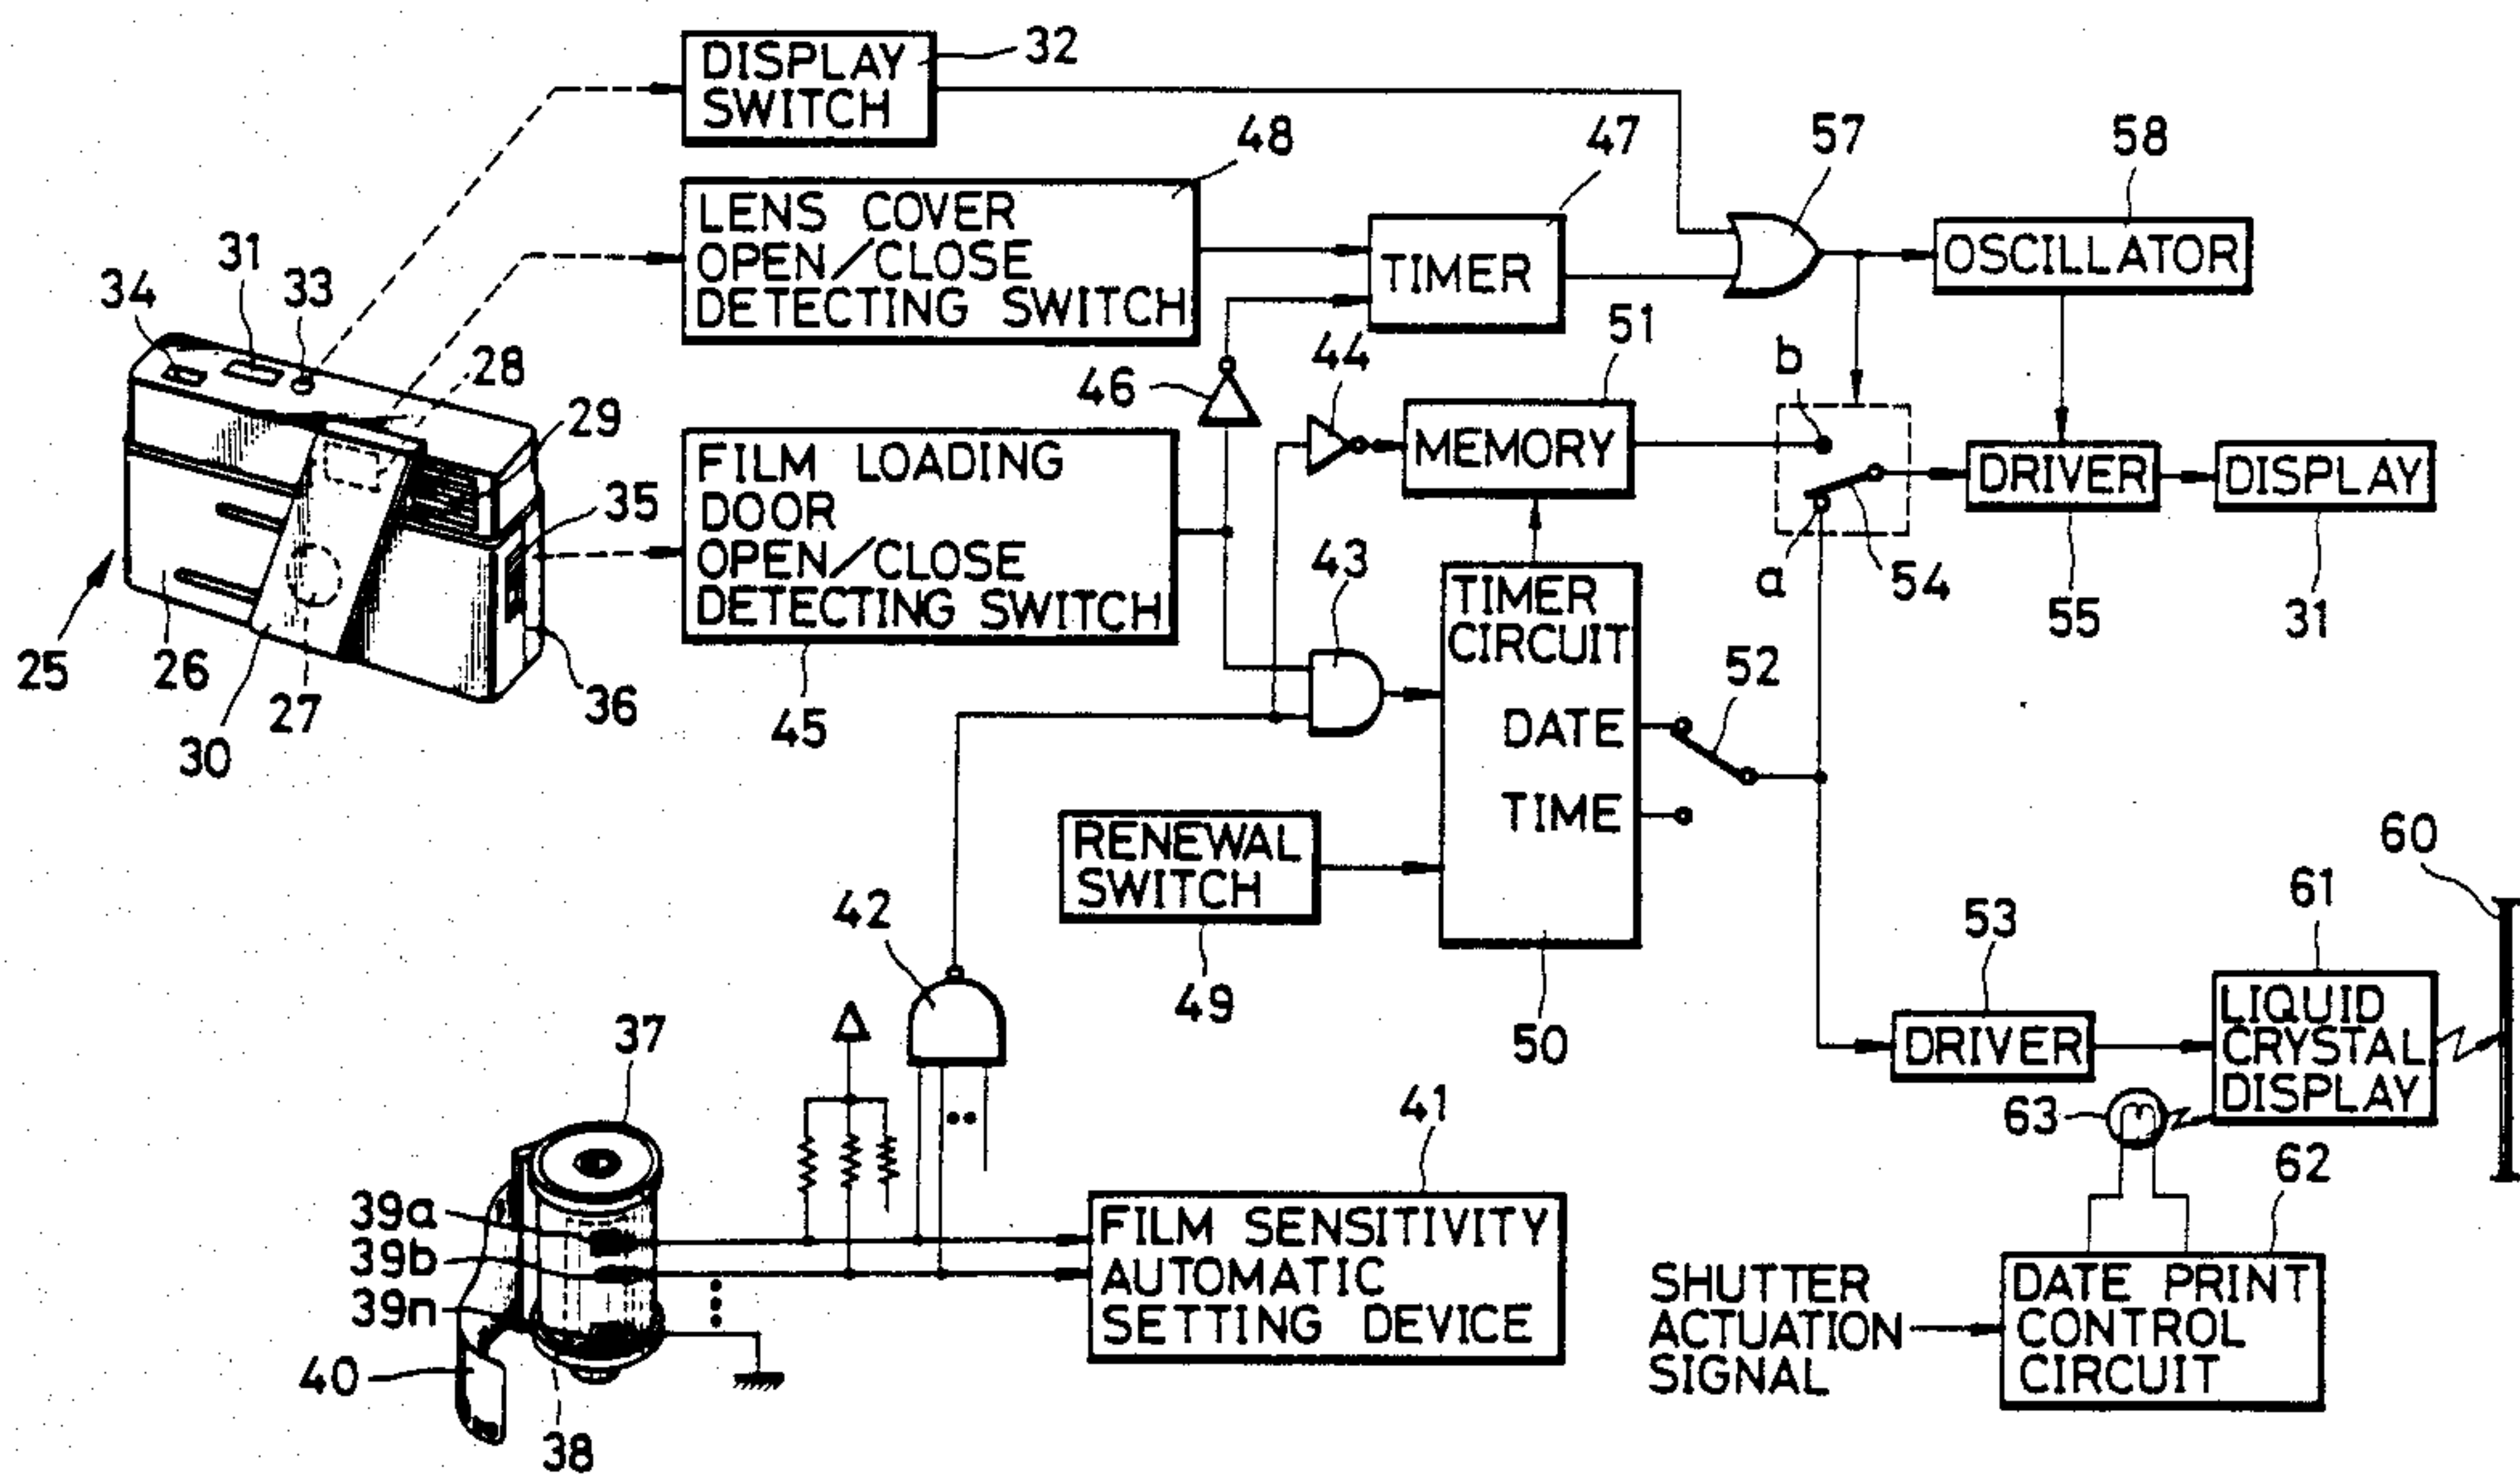 DISPLAY
SWITCH
32
LENS COVER
OPEN/CLOSE
DETECTING SWITCH
48
TIMER
47
57
OSCILLATOR
58
34
31
33
28
29
35
25
26
30
27
36
FILM LOADING
DOOR
OPEN/CLOSE
DETECTING SWITCH
45
46
44
MEMORY
51
b
a
54
DRIVER
55
DISPLAY
31
43
TIMER
CIRCUIT
DATE
TIME
50
52
RENEWAL
SWITCH
49
42
53
DRIVER
61
LIQUID
CRYSTAL
DISPLAY
60
63
62
37
39a
39b
39n
40
38
41
FILM SENSITIVITY
AUTOMATIC
SETTING DEVICE
SHUTTER
ACTUATION
SIGNAL
DATE PRINT
CONTROL
CIRCUIT